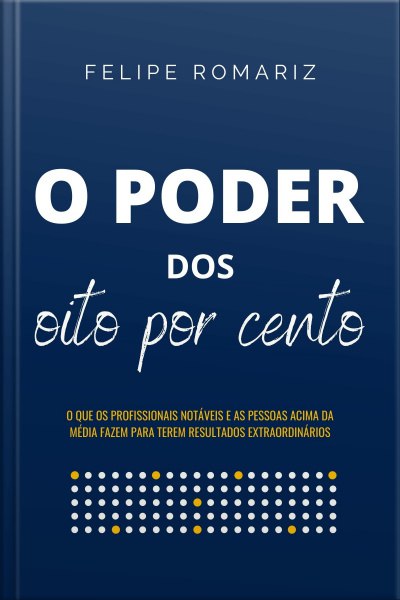 FELIPE ROMARIZ
O PODER
DOS
oito por cento
O QUE OS PROFISSIONAIS NOTÁVEIS E AS PESSOAS ACIMA DA
MÉDIA FAZEM PARA TEREM RESULTADOS EXTRAORDINÁRIOS